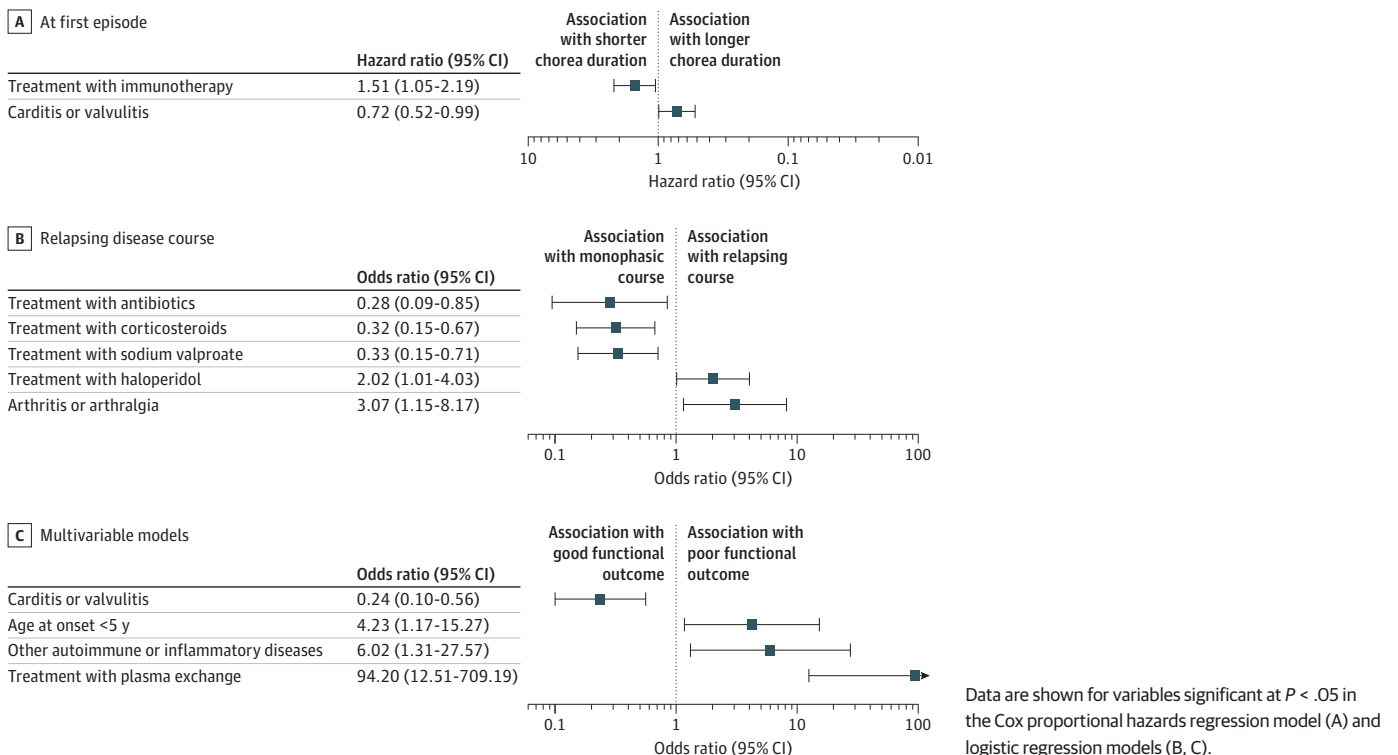 A At first episode
Hazard ratio (95% CI)
Treatment with immunotherapy 1.51 (1.05-2.19)
Carditis or valvulitis 0.72 (0.52-0.99)
Association
with shorter
chorea duration
Association
with longer
chorea duration
10 1 0.1 0.01
Hazard ratio (95% CI)
B Relapsing disease course
Odds ratio (95% CI)
Treatment with antibiotics 0.28 (0.09-0.85)
Treatment with corticosteroids 0.32 (0.15-0.67)
Treatment with sodium valproate 0.33 (0.15-0.71)
Treatment with haloperidol 2.02 (1.01-4.03)
Arthritis or arthralgia 3.07 (1.15-8.17)
Association
with monophasic
course
Association
with relapsing
course
0.1 1 10 100
Odds ratio (95% CI)
C Multivariable models
Odds ratio (95% CI)
Carditis or valvulitis 0.24 (0.10-0.56)
Age at onset <5 y 4.23 (1.17-15.27)
Other autoimmune or inflammatory diseases 6.02 (1.31-27.57)
Treatment with plasma exchange 94.20 (12.51-709.19)
Association with
good functional
outcome
Association with
poor functional
outcome
0.1 1 10 100
Odds ratio (95% CI)
Data are shown for variables significant at P < .05 in
the Cox proportional hazards regression model (A) and
logistic regression models (B, C).